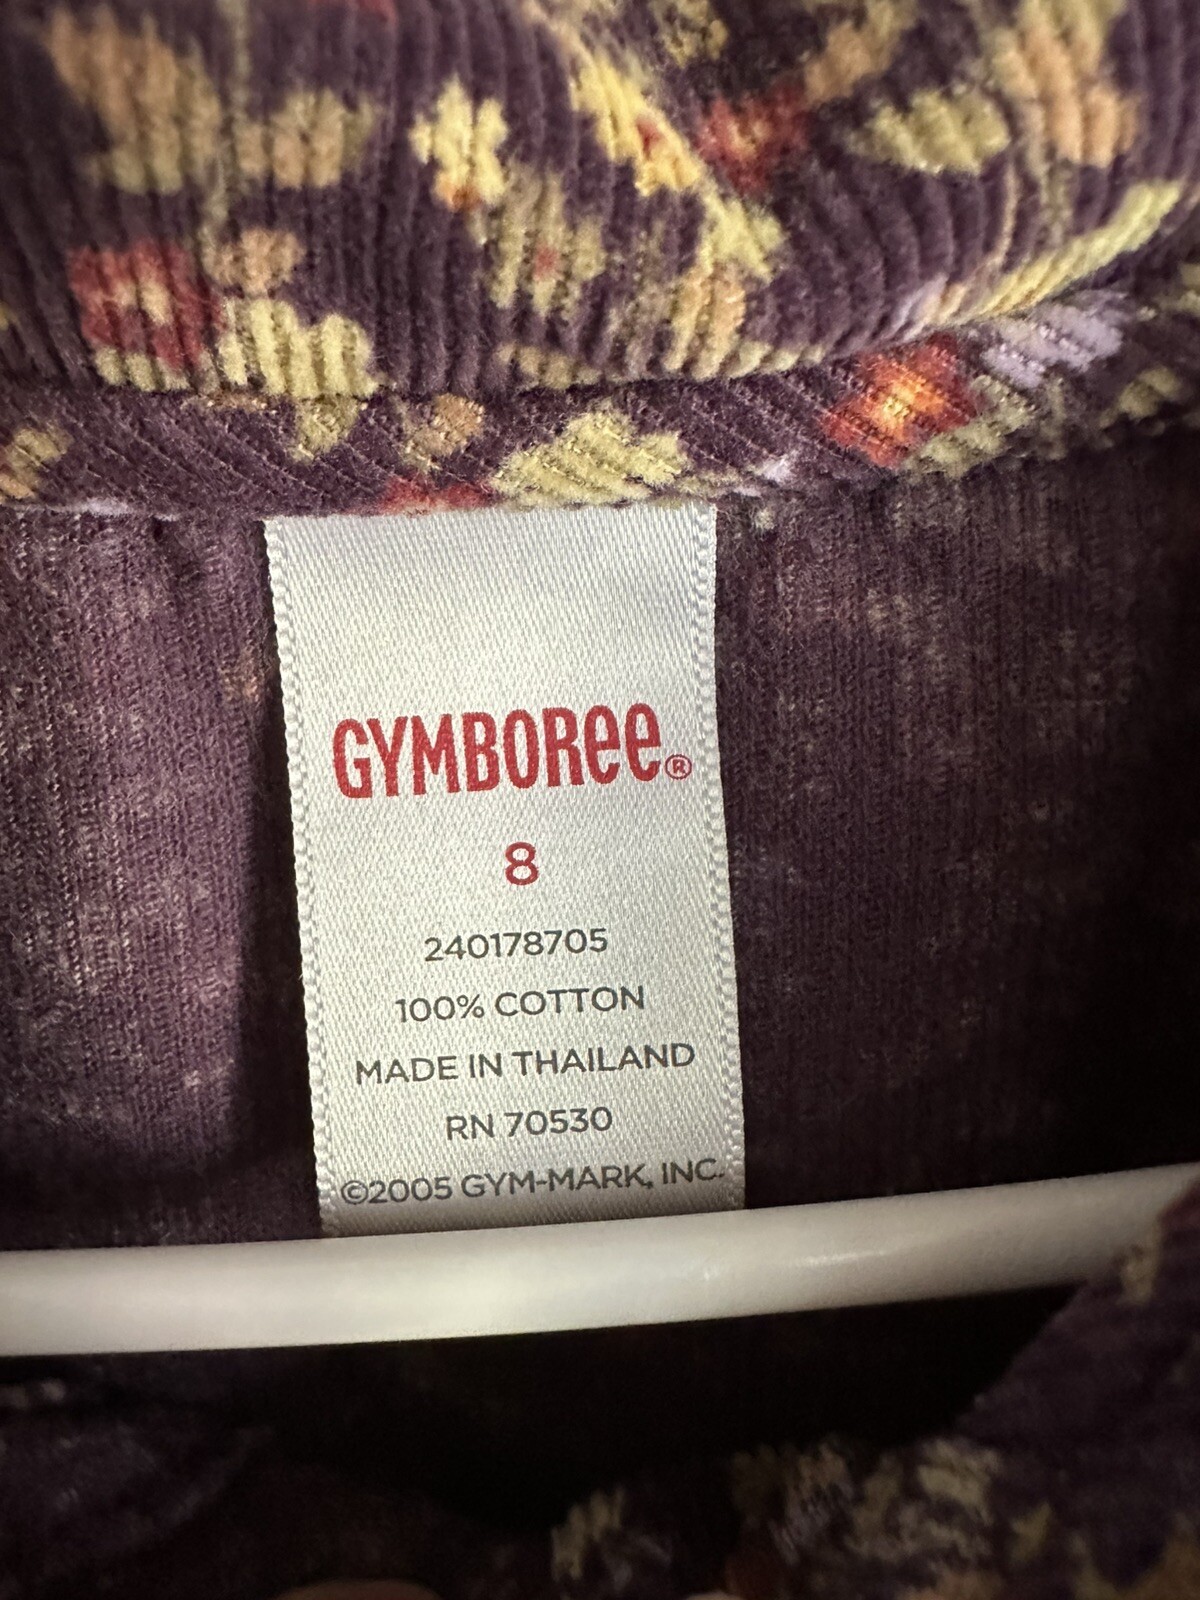 GYMBOREE®
8
240178705
100% COTTON
MADE IN THAILAND
RN 70530
©2005 GYM-MARK, INC.